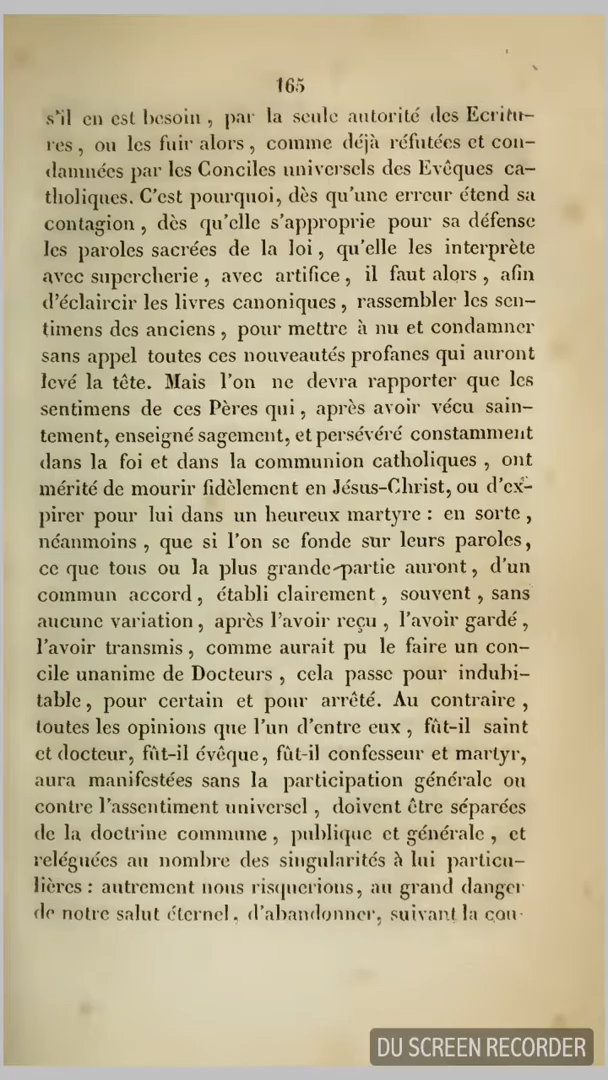 165
s'il en est besoin , par la seule autorité des Ecritu-
res , ou les fuir alors , comme déjà réfutées et con-
damnées par les Conciles universels des Evêques ca-
tholiques. C'est pourquoi, dès qu'une erreur étend sa
contagion , dès qu'elle s'approprie pour sa défense
les paroles sacrées de la loi , qu'elle les interprète
avec supercherie , avec artifice , il faut alors , afin
d'éclaircir les livres canoniques , rassembler les sen-
timens des anciens , pour mettre à nu et condamner
sans appel toutes ces nouveautés profanes qui auront
levé la tête. Mais l'on ne devra rapporter que les
sentimens de ces Pères qui , après avoir vécu sain-
tement, enseigné sagement, et persévéré constamment
dans la foi et dans la communion catholiques , ont
mérité de mourir fidèlement en Jésus-Christ, ou d'ex-
pirer pour lui dans un heureux martyre : en sorte ,
néanmoins , que si l'on se fonde sur leurs paroles,
ce que tous ou la plus grande partie auront , d'un
commun accord , établi clairement , souvent , sans
aucune variation , après l'avoir reçu , l'avoir gardé ,
l'avoir transmis , comme aurait pu le faire un con-
cile unanime de Docteurs , cela passe pour indubi-
table , pour certain et pour arrêté. Au contraire ,
toutes les opinions que l'un d'entre eux , fût-il saint
et docteur, fût-il évêque, fût-il confesseur et martyr,
aura manifestées sans la participation générale ou
contre l'assentiment universel , doivent être séparées
de la doctrine commune , publique et générale , et
reléguées au nombre des singularités à lui particu-
lières : autrement nous risquerions, au grand danger
de notre salut éternel, d'abandonner, suivant la cou-
DU SCREEN RECORDER